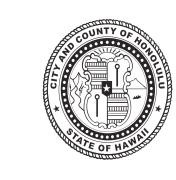 CITY AND COUNTY OF HONOLULU
STATE OF HAWAII